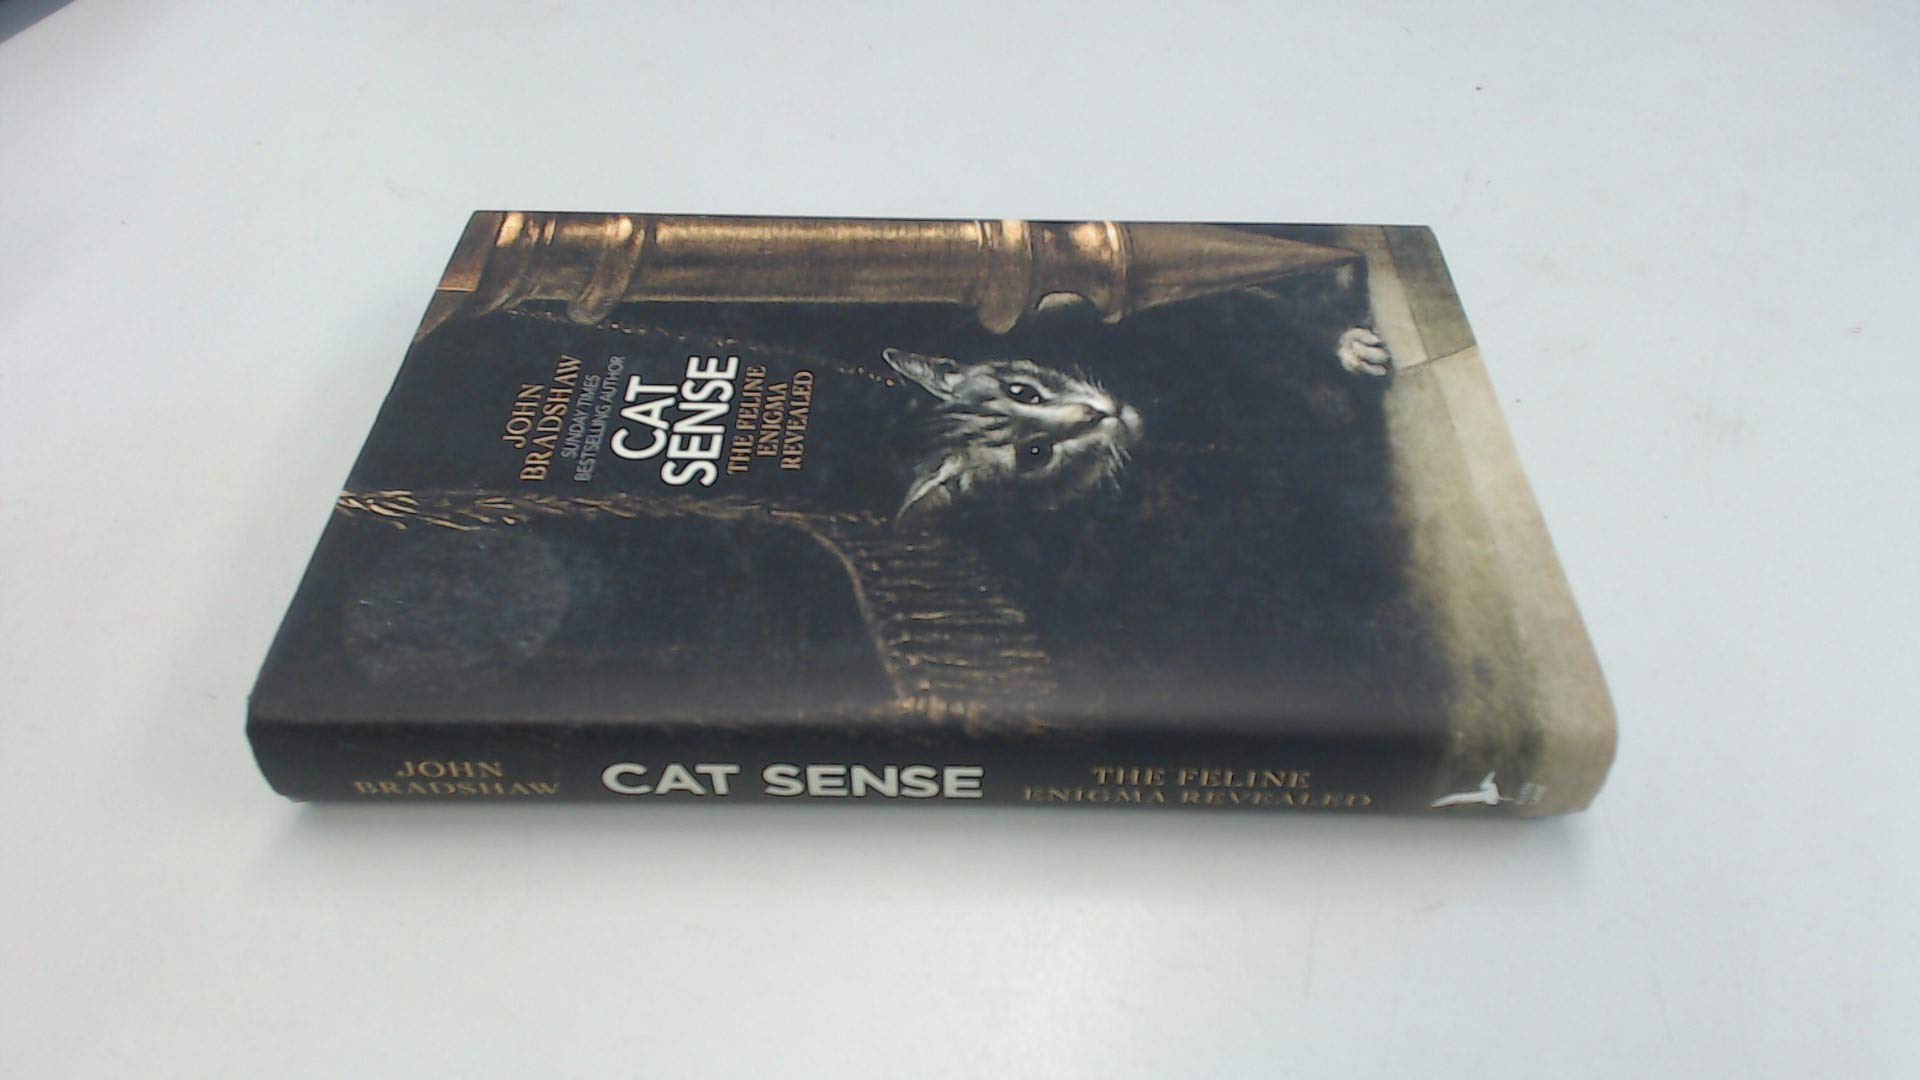 JOHN
BRADSHAW
SUNDAY TIMES
BESTSELLING AUTHOR
CAT
SENSE
THE FELINE
ENIGMA
REVEALED
JOHN
BRADSHAW
CAT SENSE
THE FELINE
ENIGMA REVEALED